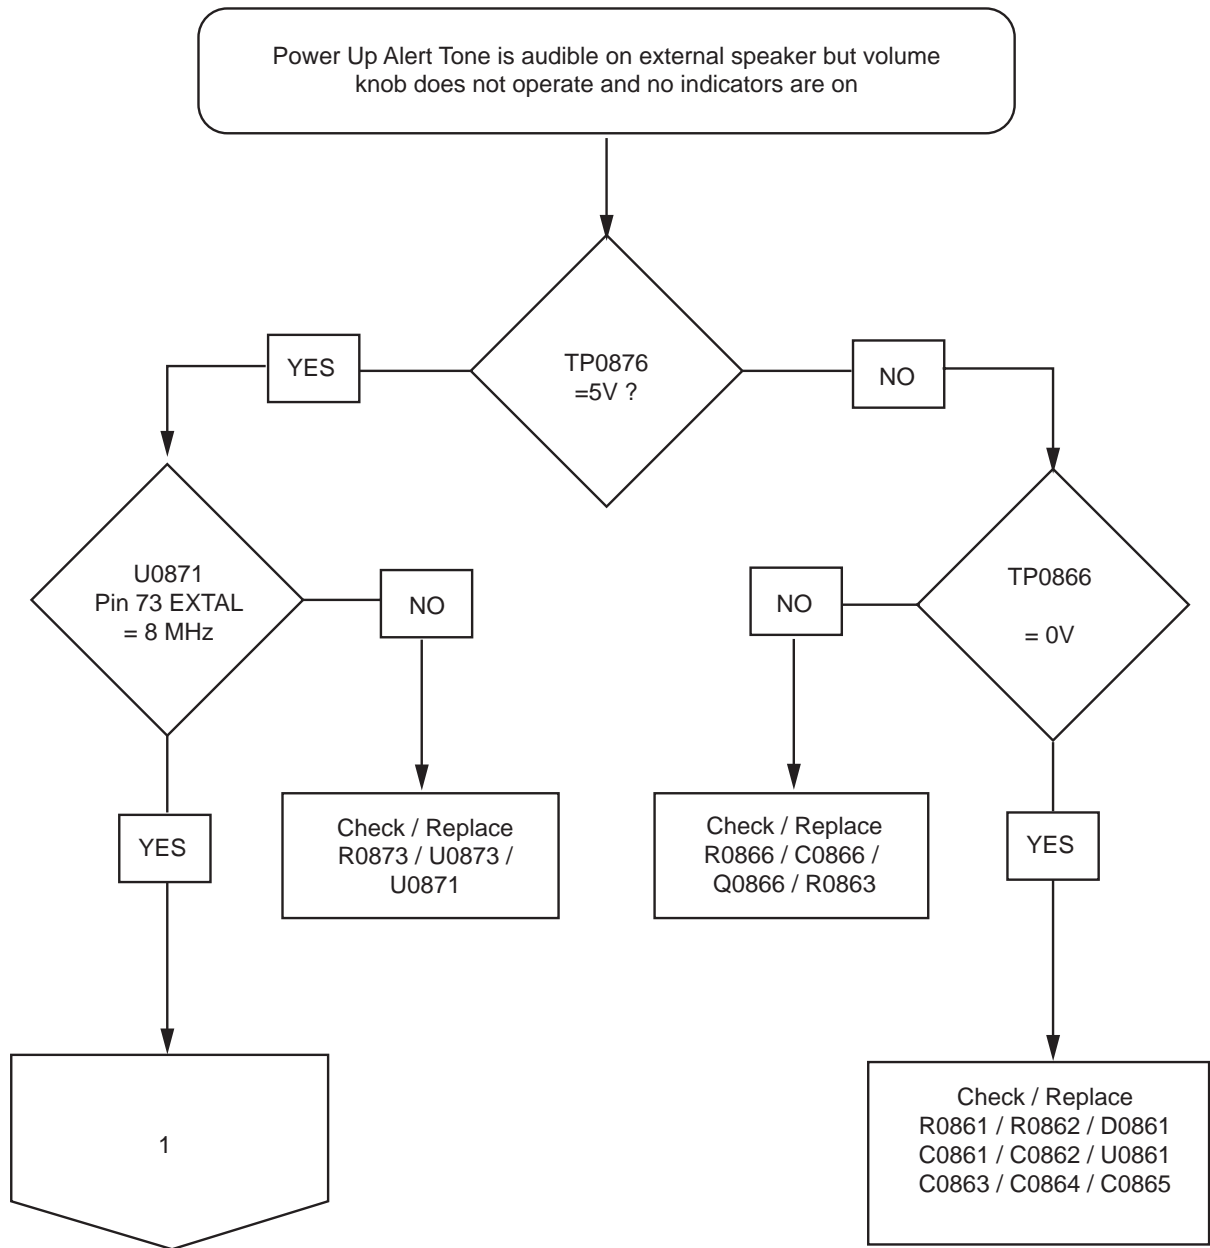 Power Up Alert Tone is audible on external speaker but volume
knob does not operate and no indicators are on
TP0876
=5V ?
YES
NO
U0871
Pin 73 EXTAL
= 8 MHz
NO
NO
TP0866
= 0V
YES
Check / Replace
R0873 / U0873 /
U0871
Check / Replace
R0866 / C0866 /
Q0866 / R0863
YES
1
Check / Replace
R0861 / R0862 / D0861
C0861 / C0862 / U0861
C0863 / C0864 / C0865